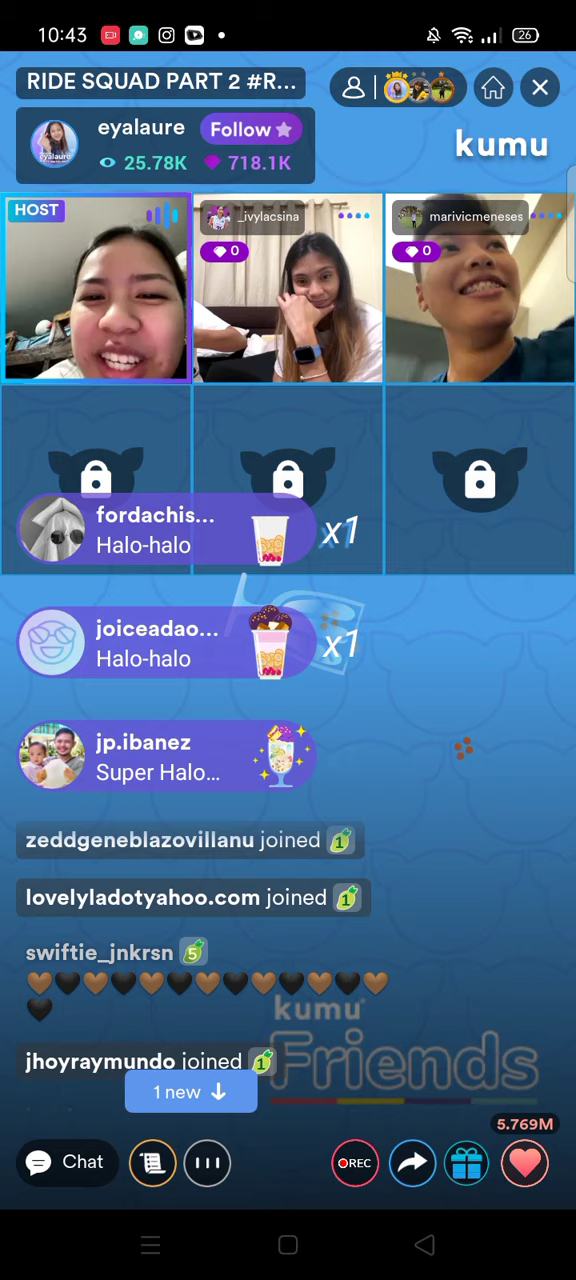 10:43
26
RIDE SQUAD PART 2 #R...
eyalaure
Follow
25.78K
718.1K
kumu
HOST
_ivylacsina
0
marivicmeneses
0
fordachis...
Halo-halo
x1
joiceadao...
Halo-halo
x1
jp.ibanez
Super Halo...
zeddgeneblazovillanu joined 1
lovelyladotyahoo.com joined 1
swiftie_jnkrsn 5
jhoyraymundo joined 1
1 new
kumu
Friends
5.769M
Chat
REC